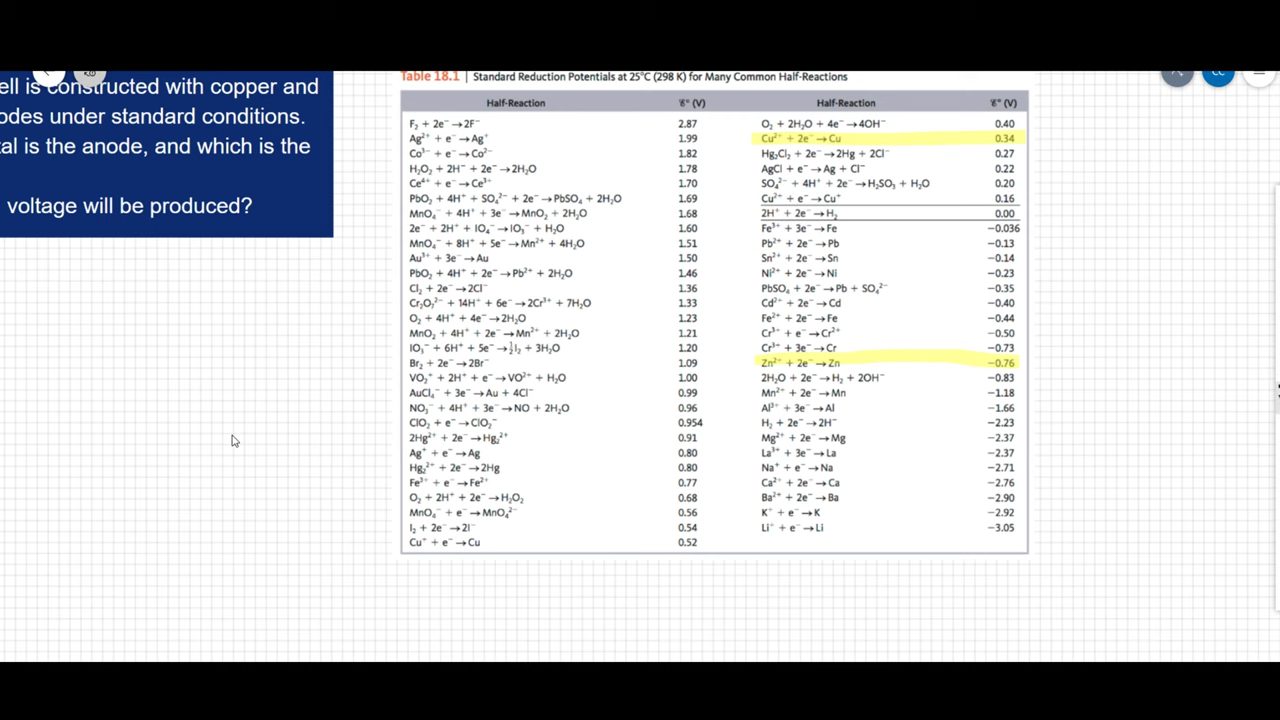 ell is constructed with copper and
odes under standard conditions.
tal is the anode, and which is the
voltage will be produced?
Table 18.1 | Standard Reduction Potentials at 25°C (298 K) for Many Common Half-Reactions
Half-Reaction ℰ° (V) Half-Reaction ℰ° (V)
F₂ + 2e⁻ → 2F⁻ 2.87 O₂ + 2H₂O + 4e⁻ → 4OH⁻ 0.40
Ag²⁺ + e⁻ → Ag⁺ 1.99 Cu²⁺ + 2e⁻ → Cu 0.34
Co³⁺ + e⁻ → Co²⁺ 1.82 Hg₂Cl₂ + 2e⁻ → 2Hg + 2Cl⁻ 0.27
H₂O₂ + 2H⁺ + 2e⁻ → 2H₂O 1.78 AgCl + e⁻ → Ag + Cl⁻ 0.22
Ce⁴⁺ + e⁻ → Ce³⁺ 1.70 SO₄²⁻ + 4H⁺ + 2e⁻ → H₂SO₃ + H₂O 0.20
PbO₂ + 4H⁺ + SO₄²⁻ + 2e⁻ → PbSO₄ + 2H₂O 1.69 Cu²⁺ + e⁻ → Cu⁺ 0.16
MnO₄⁻ + 4H⁺ + 3e⁻ → MnO₂ + 2H₂O 1.68 2H⁺ + 2e⁻ → H₂ 0.00
2e⁻ + 2H⁺ + IO₄⁻ → IO₃⁻ + H₂O 1.60 Fe³⁺ + 3e⁻ → Fe −0.036
MnO₄⁻ + 8H⁺ + 5e⁻ → Mn²⁺ + 4H₂O 1.51 Pb²⁺ + 2e⁻ → Pb −0.13
Au³⁺ + 3e⁻ → Au 1.50 Sn²⁺ + 2e⁻ → Sn −0.14
PbO₂ + 4H⁺ + 2e⁻ → Pb²⁺ + 2H₂O 1.46 Ni²⁺ + 2e⁻ → Ni −0.23
Cl₂ + 2e⁻ → 2Cl⁻ 1.36 PbSO₄ + 2e⁻ → Pb + SO₄²⁻ −0.35
Cr₂O₇²⁻ + 14H⁺ + 6e⁻ → 2Cr³⁺ + 7H₂O 1.33 Cd²⁺ + 2e⁻ → Cd −0.40
O₂ + 4H⁺ + 4e⁻ → 2H₂O 1.23 Fe²⁺ + 2e⁻ → Fe −0.44
MnO₂ + 4H⁺ + 2e⁻ → Mn²⁺ + 2H₂O 1.21 Cr³⁺ + e⁻ → Cr²⁺ −0.50
IO₃⁻ + 6H⁺ + 5e⁻ → ½I₂ + 3H₂O 1.20 Cr³⁺ + 3e⁻ → Cr −0.73
Br₂ + 2e⁻ → 2Br⁻ 1.09 Zn²⁺ + 2e⁻ → Zn −0.76
VO₂⁺ + 2H⁺ + e⁻ → VO²⁺ + H₂O 1.00 2H₂O + 2e⁻ → H₂ + 2OH⁻ −0.83
AuCl₄⁻ + 3e⁻ → Au + 4Cl⁻ 0.99 Mn²⁺ + 2e⁻ → Mn −1.18
NO₃⁻ + 4H⁺ + 3e⁻ → NO + 2H₂O 0.96 Al³⁺ + 3e⁻ → Al −1.66
ClO₂ + e⁻ → ClO₂⁻ 0.954 H₂ + 2e⁻ → 2H⁻ −2.23
2Hg²⁺ + 2e⁻ → Hg₂²⁺ 0.91 Mg²⁺ + 2e⁻ → Mg −2.37
Ag⁺ + e⁻ → Ag 0.80 La³⁺ + 3e⁻ → La −2.37
Hg₂²⁺ + 2e⁻ → 2Hg 0.80 Na⁺ + e⁻ → Na −2.71
Fe³⁺ + e⁻ → Fe²⁺ 0.77 Ca²⁺ + 2e⁻ → Ca −2.76
O₂ + 2H⁺ + 2e⁻ → H₂O₂ 0.68 Ba²⁺ + 2e⁻ → Ba −2.90
MnO₄⁻ + e⁻ → MnO₄²⁻ 0.56 K⁺ + e⁻ → K −2.92
I₂ + 2e⁻ → 2I⁻ 0.54 Li⁺ + e⁻ → Li −3.05
Cu⁺ + e⁻ → Cu 0.52